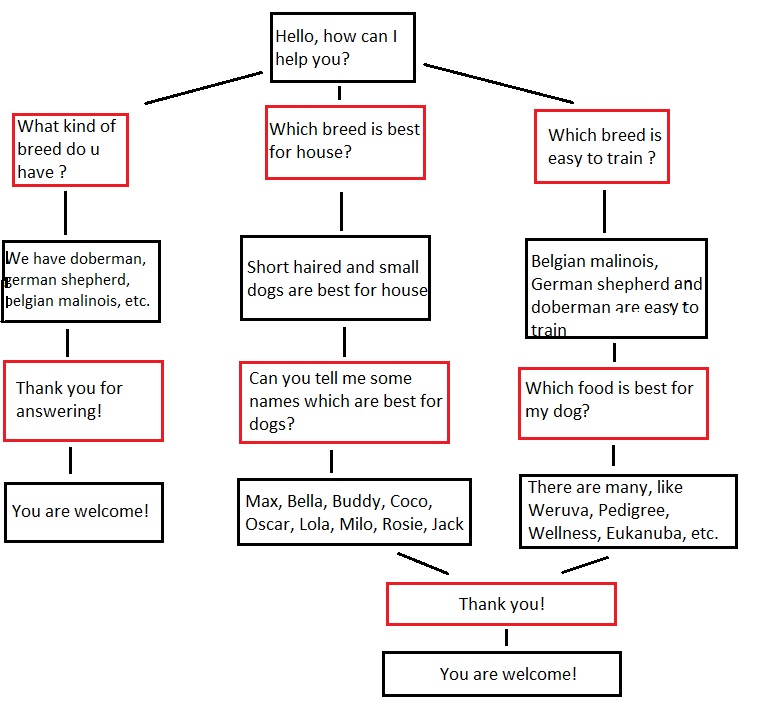 Hello, how can I
help you?
What kind of
breed do u
have ?
Which breed is best
for house?
Which breed is
easy to train ?
We have doberman,
german shepherd,
belgian malinois, etc.
Short haired and small
dogs are best for house
Belgian malinois,
German shepherd and
doberman are easy to
train
Thank you for
answering!
Can you tell me some
names which are best for
dogs?
Which food is best for
my dog?
You are welcome!
Max, Bella, Buddy, Coco,
Oscar, Lola, Milo, Rosie, Jack
There are many, like
Weruva, Pedigree,
Wellness, Eukanuba, etc.
Thank you!
You are welcome!